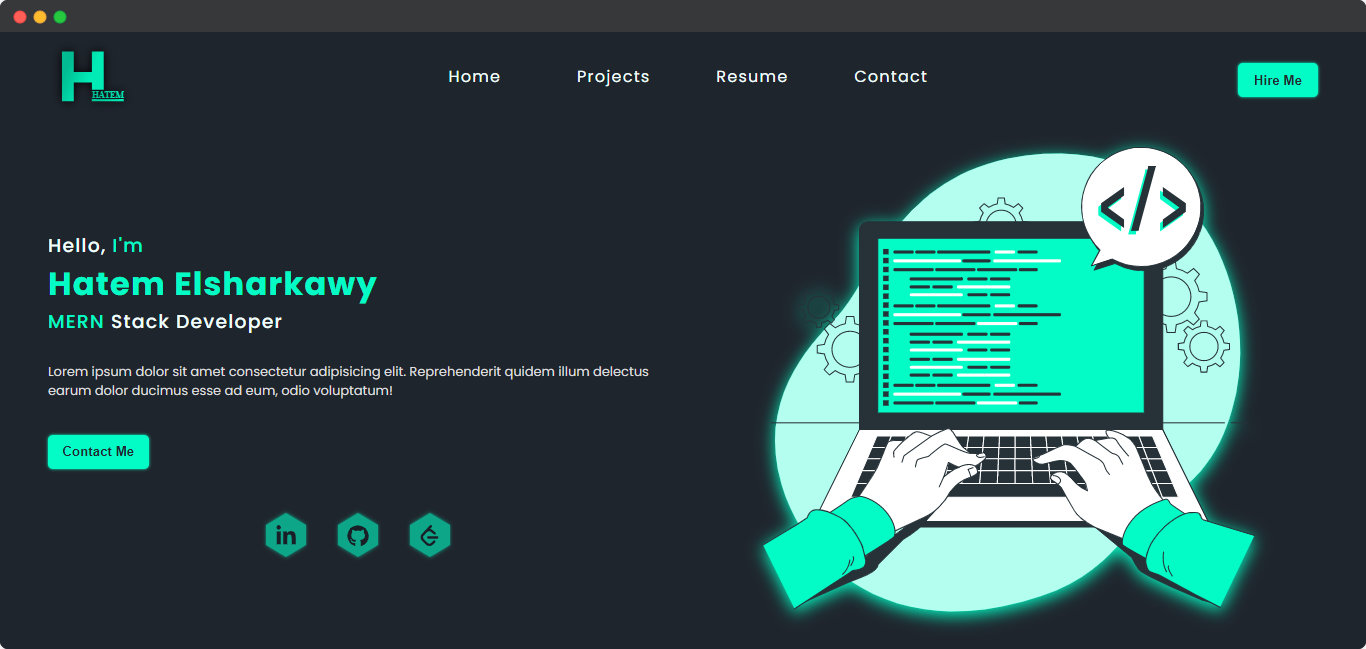 H
HATEM
Home Projects Resume Contact
Hire Me
Hello, I'm
Hatem Elsharkawy
MERN Stack Developer
Lorem ipsum dolor sit amet consectetur adipisicing elit. Reprehenderit quidem illum delectus
earum dolor ducimus esse ad eum, odio voluptatum!
Contact Me
in